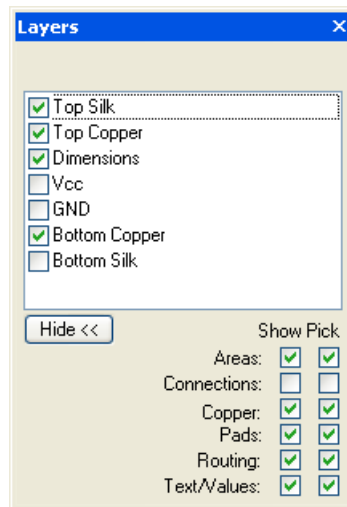 Layers
Top Silk
Top Copper
Dimensions
Vcc
GND
Bottom Copper
Bottom Silk
Hide <<
Show Pick
Areas:
Connections:
Copper:
Pads:
Routing:
Text/Values: